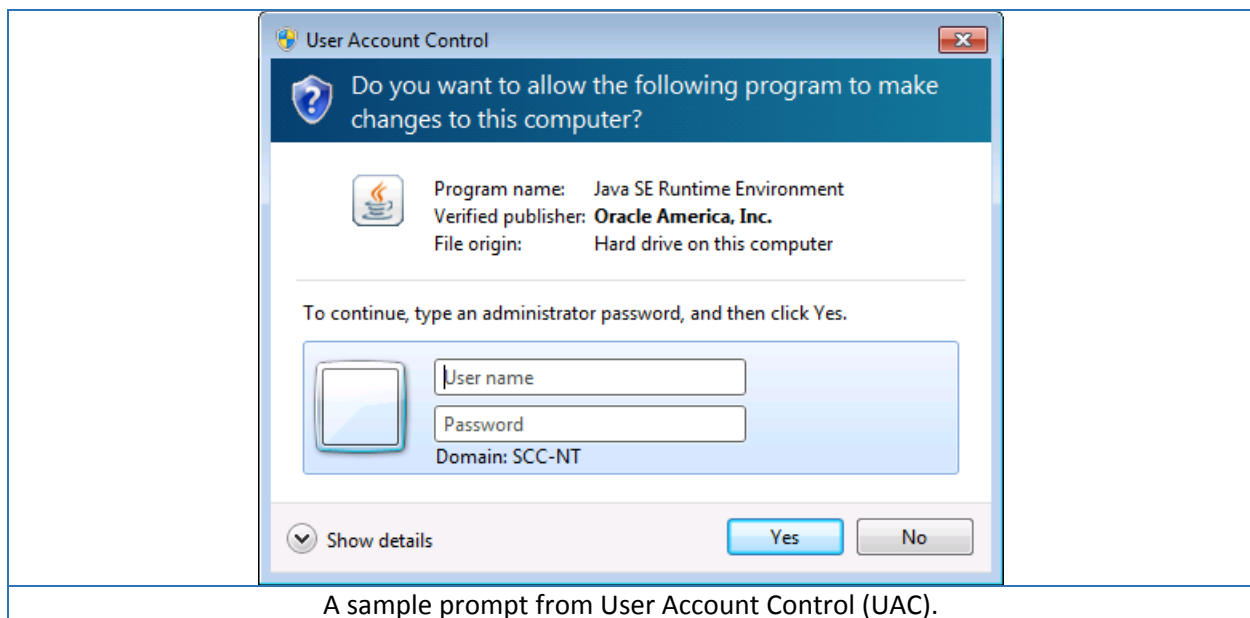 User Account Control
Do you want to allow the following program to make
changes to this computer?
Program name: Java SE Runtime Environment
Verified publisher: Oracle America, Inc.
File origin: Hard drive on this computer
To continue, type an administrator password, and then click Yes.
User name
Password
Domain: SCC-NT
Show details
Yes
No
A sample prompt from User Account Control (UAC).